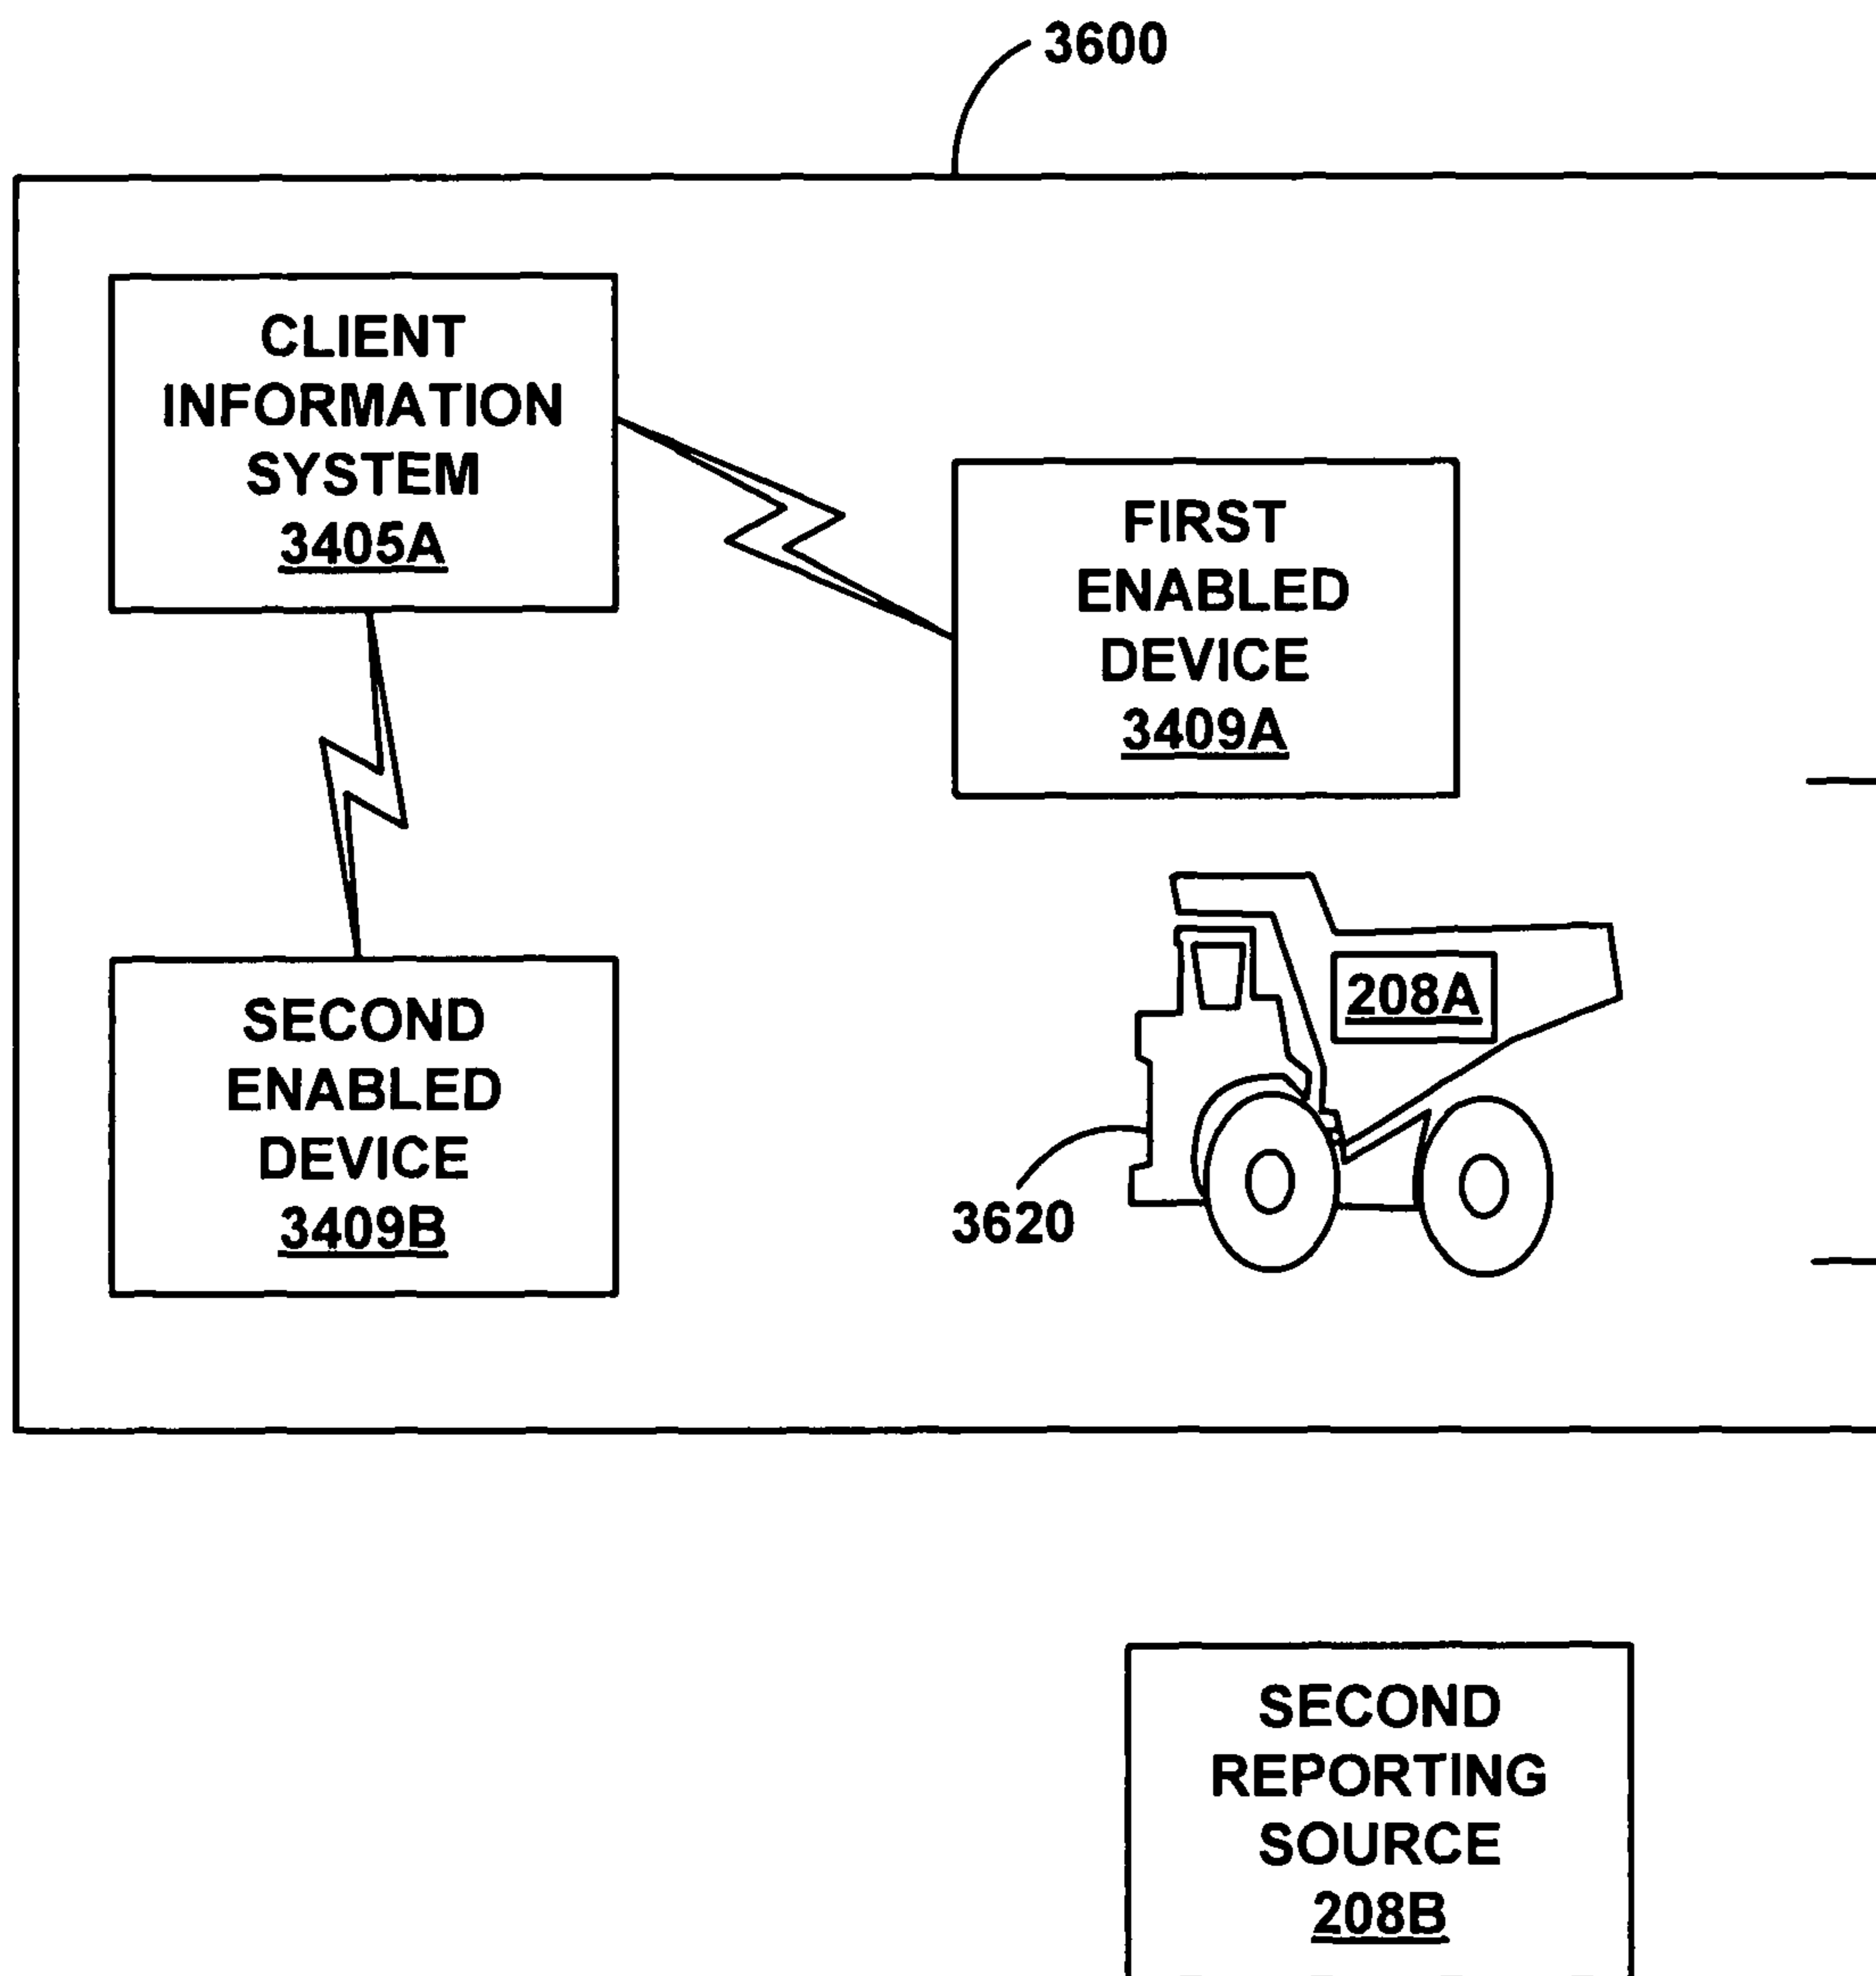 3600
CLIENT
INFORMATION
SYSTEM
3405A
FIRST
ENABLED
DEVICE
3409A
208A
SECOND
ENABLED
DEVICE
3409B
3620
SECOND
REPORTING
SOURCE
208B